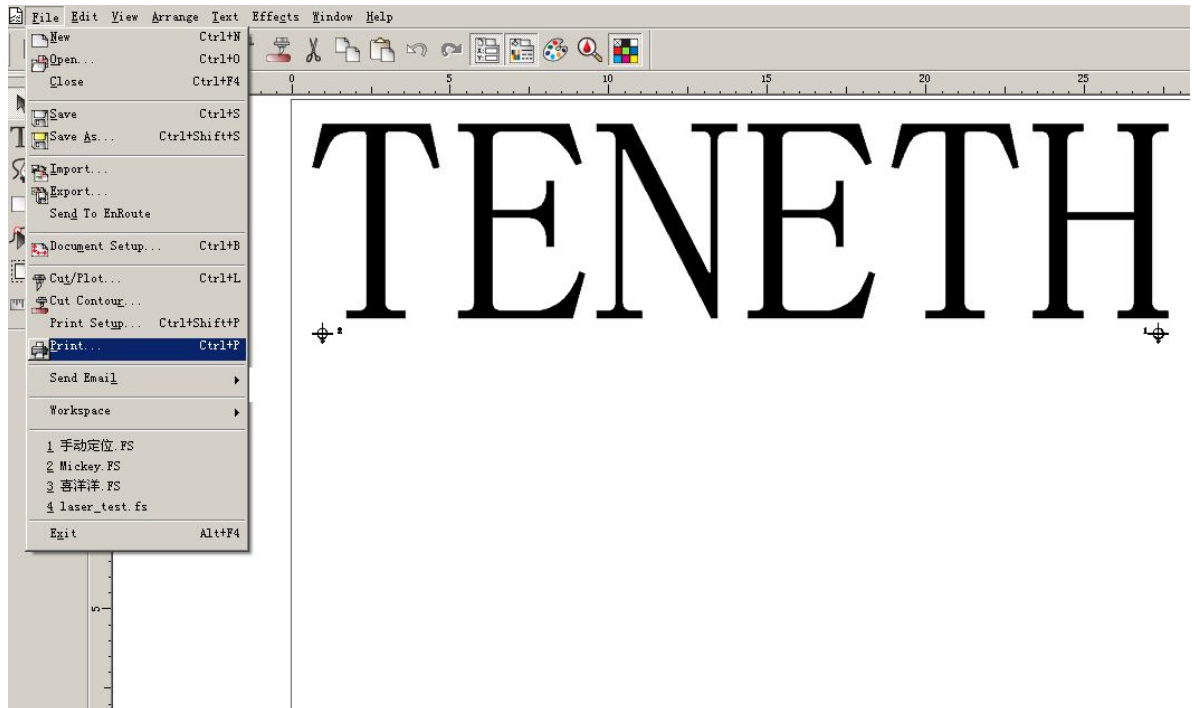 File Edit View Arrange Text Effects Window Help
New Ctrl+N
Open... Ctrl+O
Close Ctrl+F4
Save Ctrl+S
Save As... Ctrl+Shift+S
Import...
Export...
Send To EnRoute
Document Setup... Ctrl+B
Cut/Plot... Ctrl+L
Cut Contour...
Print Setup... Ctrl+Shift+P
Print... Ctrl+P
Send Email
Workspace
1 手动定位.FS
2 Mickey.FS
3 喜洋洋.FS
4 laser_test.fs
Exit Alt+F4
0 5 10 15 20 25
TENETH
2 1
5